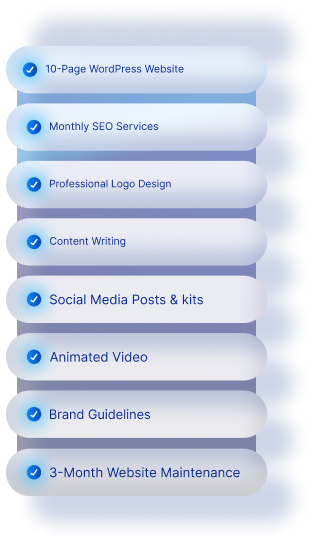 10-Page WordPress Website
Monthly SEO Services
Professional Logo Design
Content Writing
Social Media Posts & kits
Animated Video
Brand Guidelines
3-Month Website Maintenance